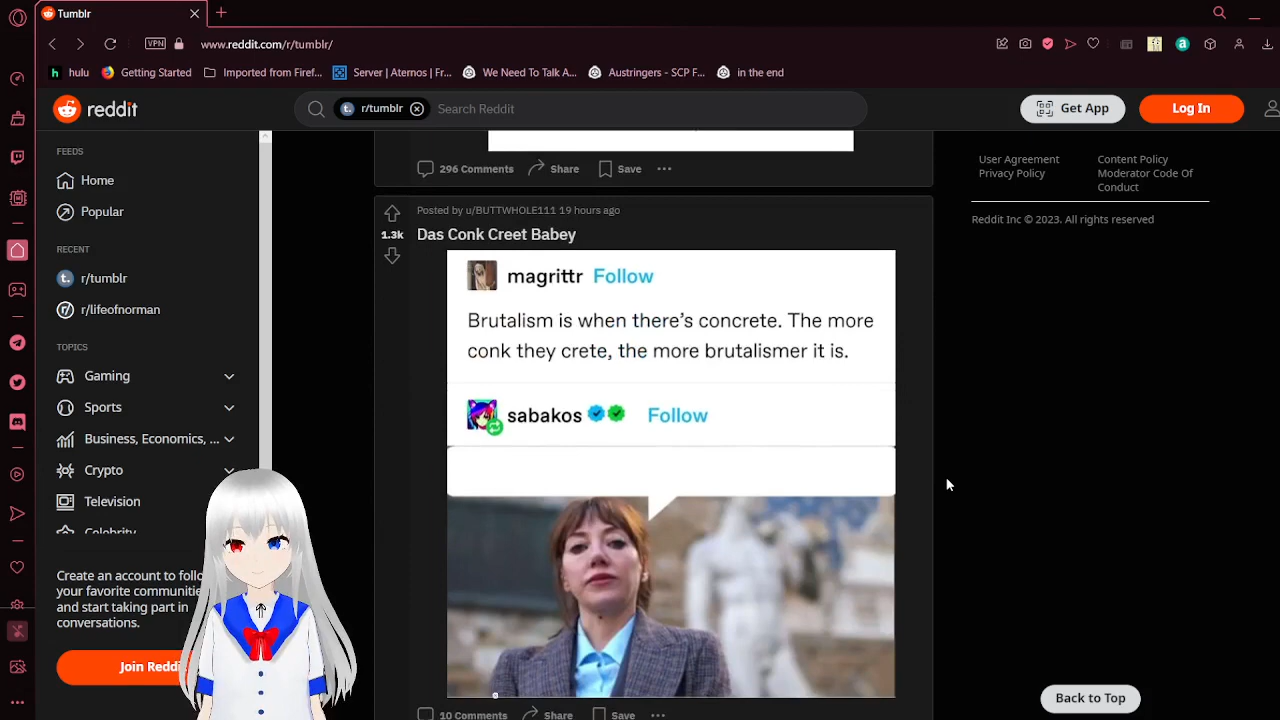 Tumblr
VPN
www.reddit.com/r/tumblr/
hulu
Getting Started
Imported from Firef...
Server | Aternos | Fr...
We Need To Talk A...
Austringers - SCP F...
in the end
reddit
r/tumblr
Search Reddit
Get App
Log In
FEEDS
Home
Popular
RECENT
r/tumblr
r/lifeofnorman
TOPICS
Gaming
Sports
Business, Economics, ...
Crypto
Television
Celebrity
Create an account to follo
your favorite communities
and start taking part in
conversations.
Join Reddi
296 Comments
Share
Save
Posted by u/BUTTWHOLE111 19 hours ago
1.3k
Das Conk Creet Babey
magrittr Follow
Brutalism is when there's concrete. The more
conk they crete, the more brutalismer it is.
sabakos Follow
10 Comments
Share
Save
User Agreement
Privacy Policy
Content Policy
Moderator Code Of
Conduct
Reddit Inc © 2023. All rights reserved
Back to Top